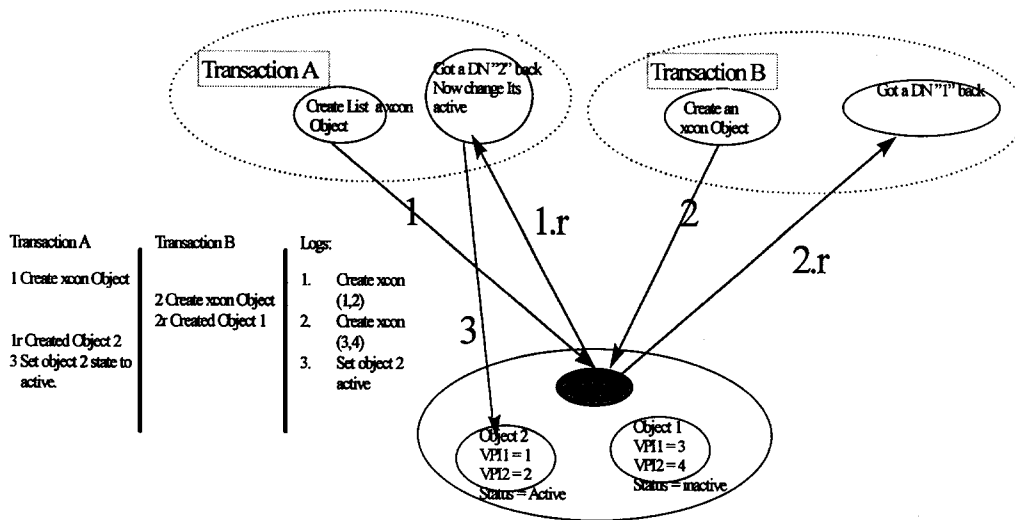 Transaction A
Create List a xcon
Object
Got a DN "2" back
Now change Its
active
Transaction B
Create an
xcon Object
Got a DN "1" back
1
1.r
2
2.r
3
Transaction A
1 Create xcon Object
1r Created Object 2
3 Set object 2 state to
active.
Transaction B
2 Create xcon Object
2r Created Object 1
Logs:
1. Create xcon
(1,2)
2. Create xcon
(3,4)
3. Set object 2
active
Object 2
VPI1 = 1
VPI2 = 2
Status = Active
Object 1
VPI1 = 3
VPI2 = 4
Status = inactive